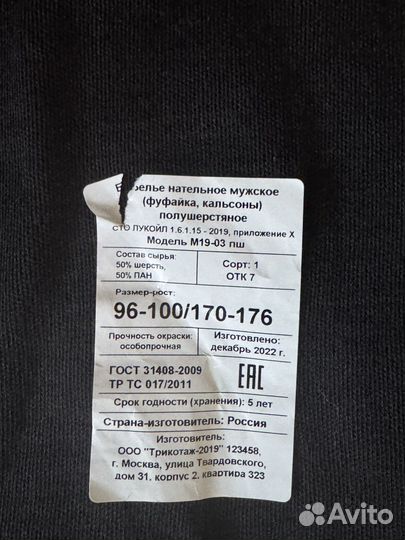 Белье нательное мужское
(фуфайка, кальсоны)
полушерстяное
СТО ЛУКОЙЛ 1.6.1.15 - 2019, приложение X
Модель М19-03 пш
Состав сырья:
50% шерсть,
50% ПАН
Сорт: 1
ОТК 7
Размер-рост:
96-100/170-176
Прочность окраски:
особопрочная
Изготовлено:
декабрь 2022 г.
ГОСТ 31408-2009
ТР ТС 017/2011
ЕАС
Срок годности (хранения): 5 лет
Страна-изготовитель: Россия
Изготовитель:
ООО "Трикотаж-2019" 123458,
г. Москва, улица Твардовского,
дом 31, корпус 2, квартира 323
Avito